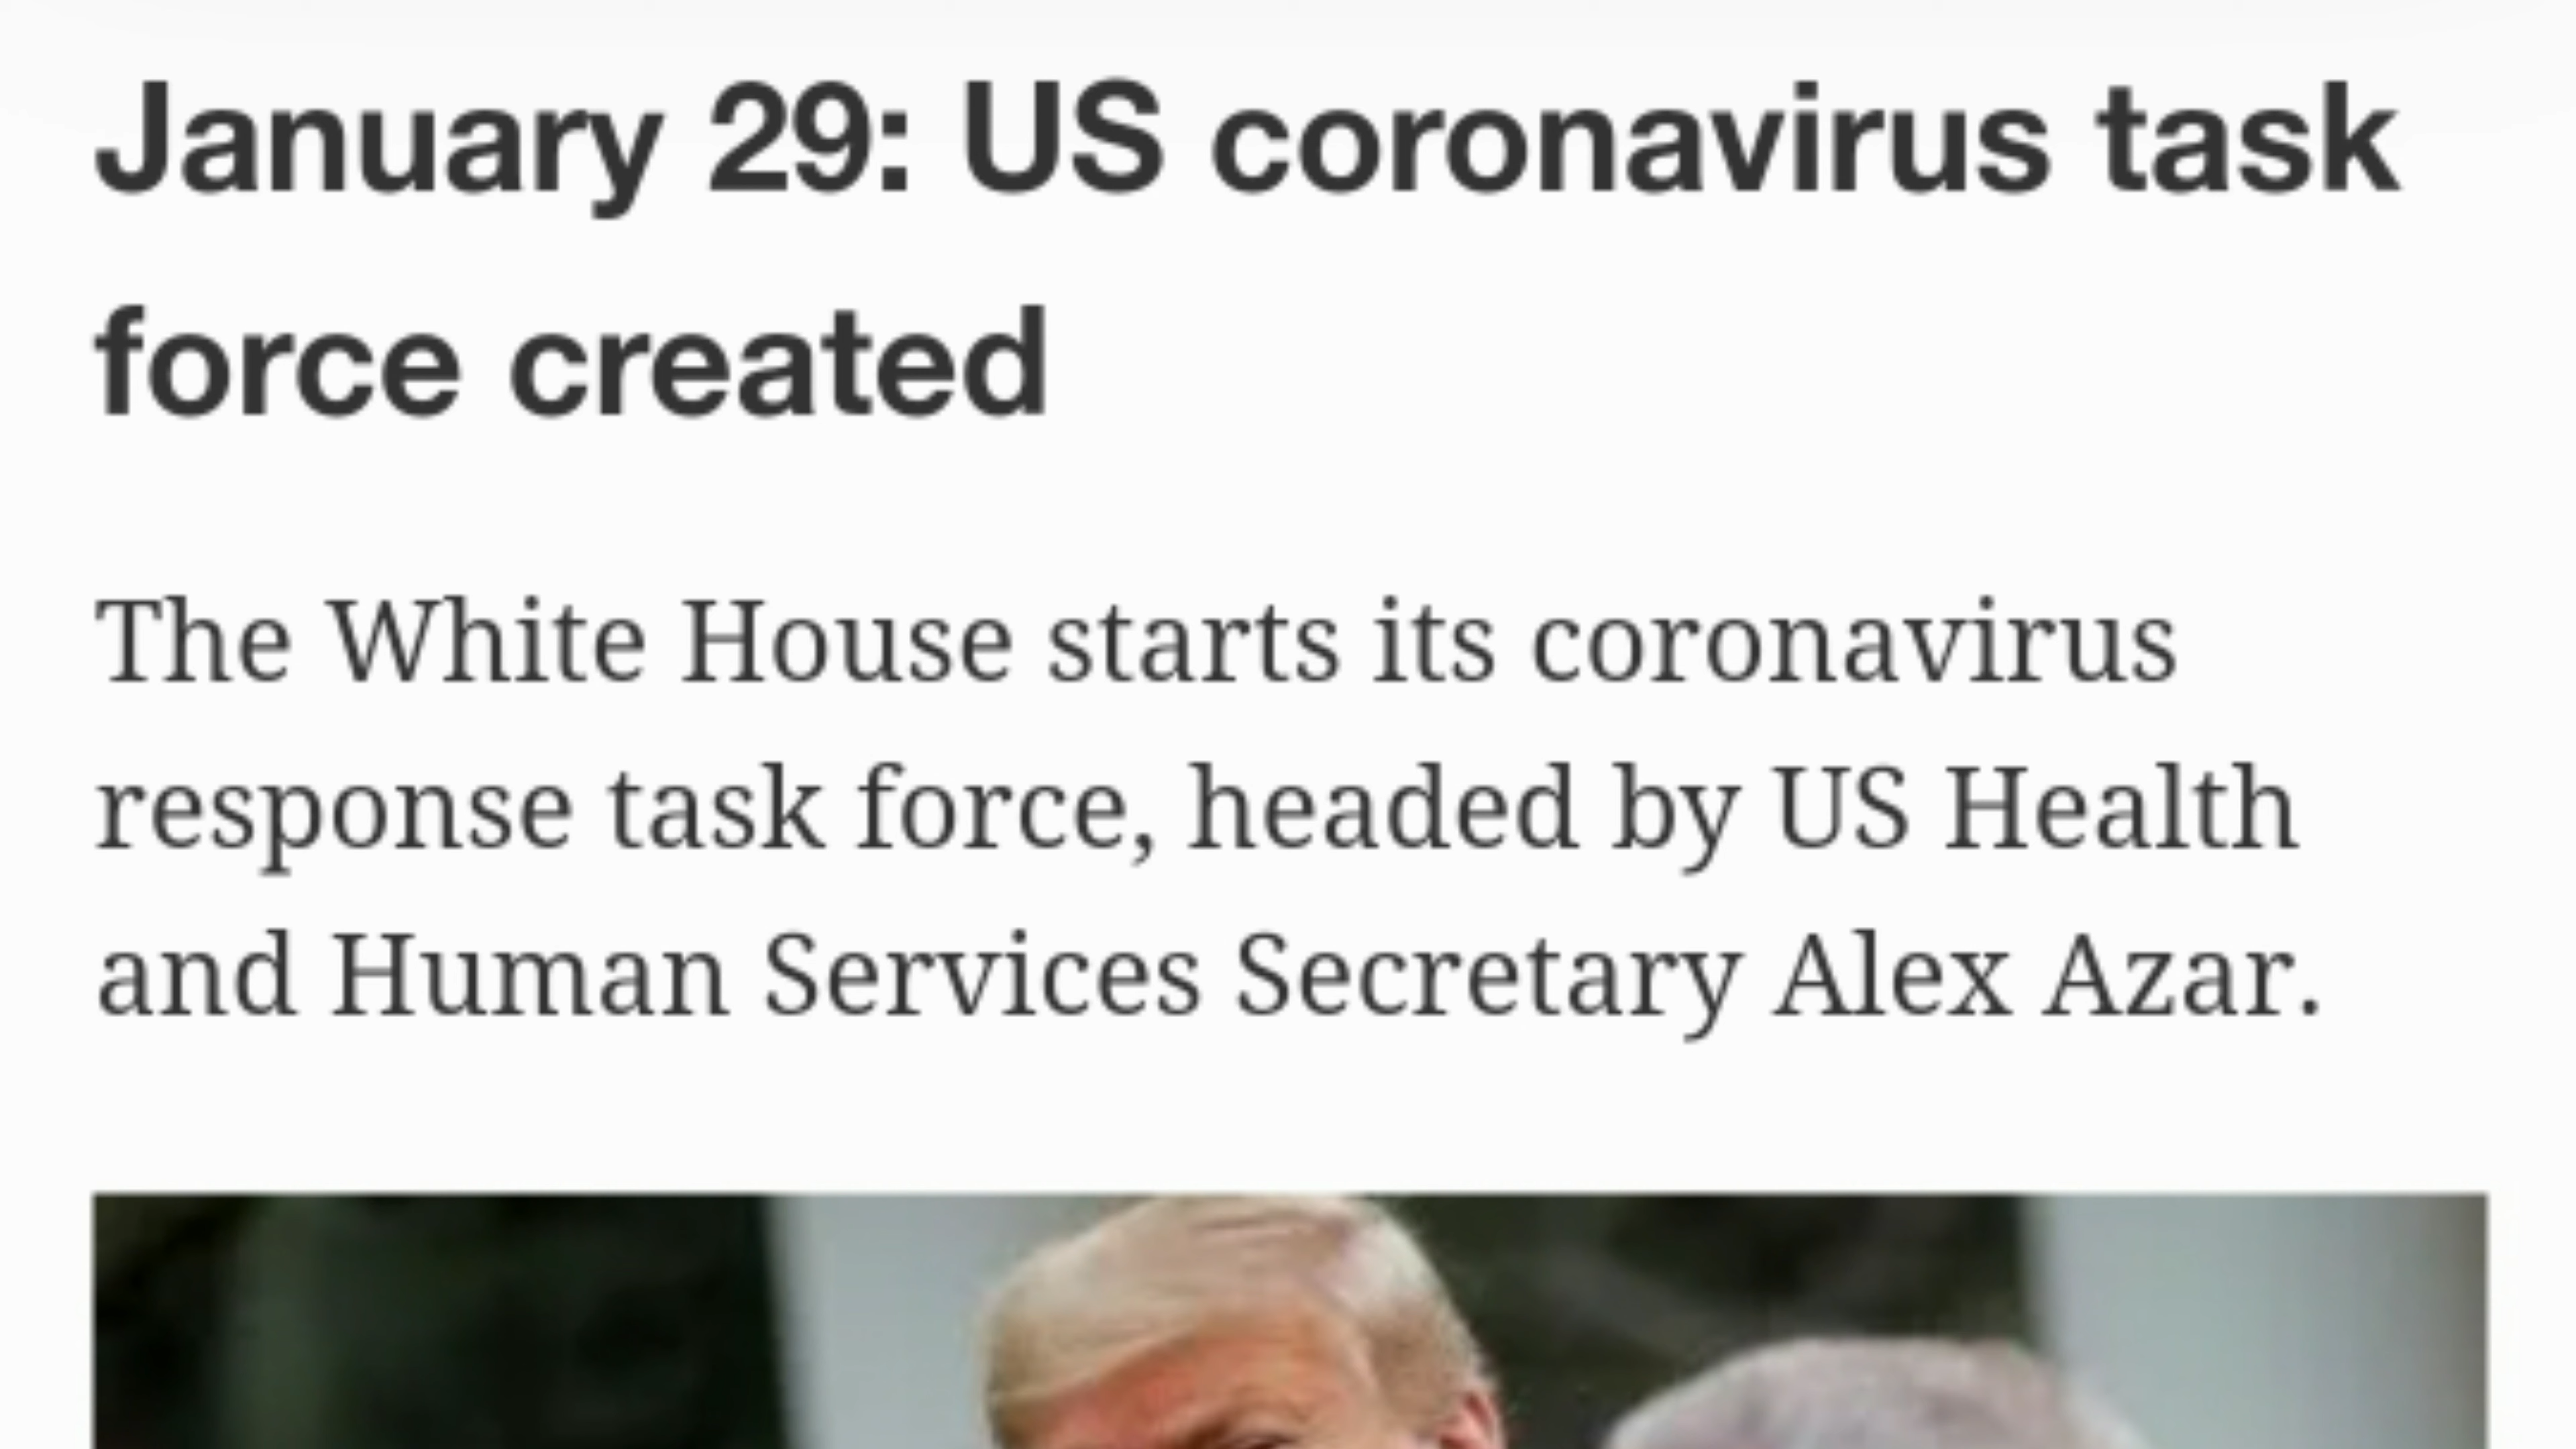 January 29: US coronavirus task
force created
The White House starts its coronavirus
response task force, headed by US Health
and Human Services Secretary Alex Azar.